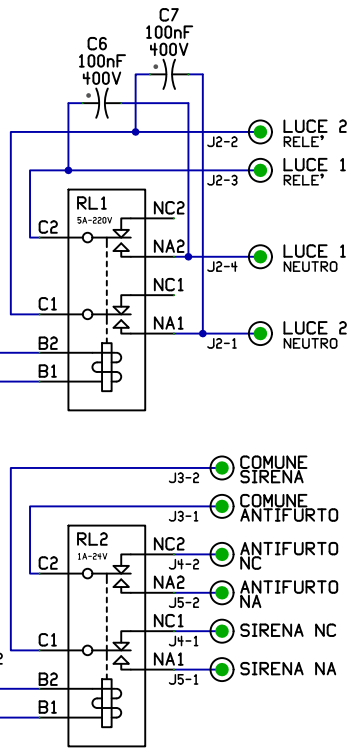 C7
100nF
400V
C6
100nF
400V
LUCE 2
RELE'
J2-2
LUCE 1
RELE'
J2-3
RL1
5A-220V
NC2
C2
NA2
LUCE 1
NEUTRO
J2-4
NC1
C1
NA1
LUCE 2
NEUTRO
J2-1
B2
B1
COMUNE
SIRENA
J3-2
COMUNE
ANTIFURTO
J3-1
RL2
1A-24V
NC2
ANTIFURTO
NC
J4-2
C2
NA2
ANTIFURTO
NA
J5-2
NC1
SIRENA NC
J4-1
C1
NA1
SIRENA NA
J5-1
B2
B1